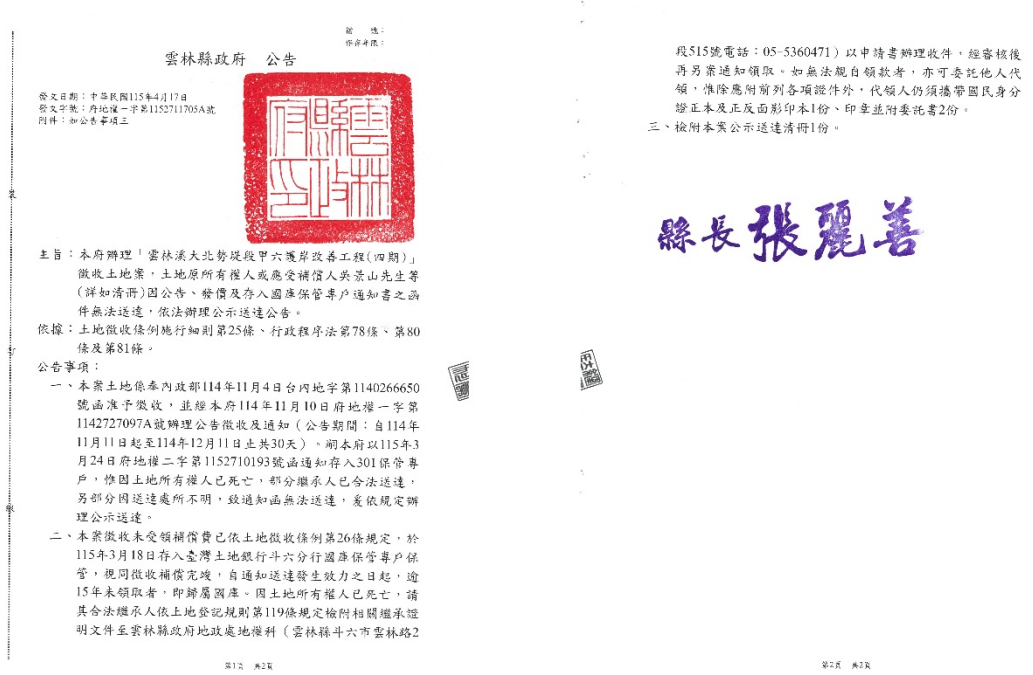 檔　號：
保存年限：
雲林縣政府　公告
發文日期：中華民國115年4月17日
發文字號：府地權一字第1152711705A號
附件：如公告事項三
雲林縣政府印
主旨：本府辦理「雲林溪大北勢堤段甲六護岸改善工程(四期)」
徵收土地案，土地原所有權人或應受補償人吳景山先生等
(詳如清冊)因公告、發價及存入國庫保管專戶通知書之函
件無法送達，依法辦理公示送達公告。
依據：土地徵收條例施行細則第25條、行政程序法第78條、第80
條及第81條。
公告事項：
一、本案土地係奉內政部114年11月4日台內地字第1140266650
號函准予徵收，並經本府114年11月10日府地權一字第
1142727097A號辦理公告徵收及通知（公告期間：自114年
11月11日起至114年12月11日止共30天）。嗣本府以115年3
月24日府地權二字第1152710193號函通知存入301保管專
戶，惟因土地所有權人已死亡，部分繼承人已合法送達，
另部分因送達處所不明，致通知函無法送達，爰依規定辦
理公示送達。
二、本案徵收未受領補償費已依土地徵收條例第26條規定，於
115年3月18日存入臺灣土地銀行斗六分行國庫保管專戶保
管，視同徵收補償完竣，自通知送達發生效力之日起，逾
15年未領取者，即歸屬國庫。因土地所有權人已死亡，請
其合法繼承人依土地登記規則第119條規定檢附相關繼承證
明文件至雲林縣政府地政處地權科（雲林縣斗六市雲林路2
裝
訂
線
第1頁　共2頁
段515號電話：05-5360471）以申請書辦理收件，經審核後
再另案通知領取。如無法親自領款者，亦可委託他人代
領，惟除應附前列各項證件外，代領人仍須攜帶國民身分
證正本及正反面影印本1份、印章並附委託書2份。
三、檢附本案公示送達清冊1份。
縣長張麗善
第2頁　共2頁